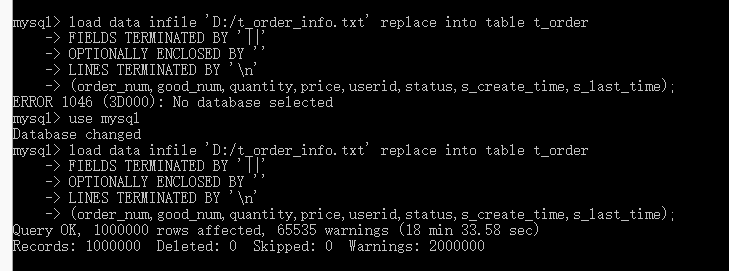 mysql> load data infile 'D:/t_order_info.txt' replace into table t_order
    -> FIELDS TERMINATED BY '||'
    -> OPTIONALLY ENCLOSED BY ''
    -> LINES TERMINATED BY '\n'
    -> (order_num,good_num,quantity,price,userid,status,s_create_time,s_last_time);
ERROR 1046 (3D000): No database selected
mysql> use mysql
Database changed
mysql> load data infile 'D:/t_order_info.txt' replace into table t_order
    -> FIELDS TERMINATED BY '||'
    -> OPTIONALLY ENCLOSED BY ''
    -> LINES TERMINATED BY '\n'
    -> (order_num,good_num,quantity,price,userid,status,s_create_time,s_last_time);
Query OK, 1000000 rows affected, 65535 warnings (18 min 33.58 sec)
Records: 1000000  Deleted: 0  Skipped: 0  Warnings: 2000000